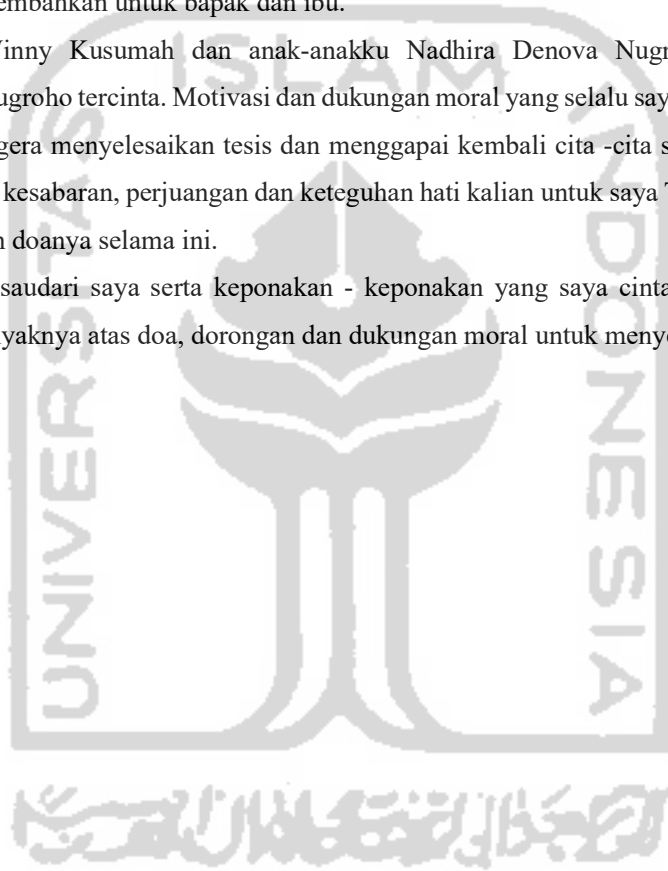 embahkan untuk bapak dan ibu.
inny Kusumah dan anak-anakku Nadhira Denova Nugr
ugroho tercinta. Motivasi dan dukungan moral yang selalu say
gera menyelesaikan tesis dan menggapai kembali cita -cita s
kesabaran, perjuangan dan keteguhan hati kalian untuk saya
doanya selama ini.
saudari saya serta keponakan - keponakan yang saya cinta
yaknya atas doa, dorongan dan dukungan moral untuk meny
UNIVERSITAS
ISLAM
INDONESIA